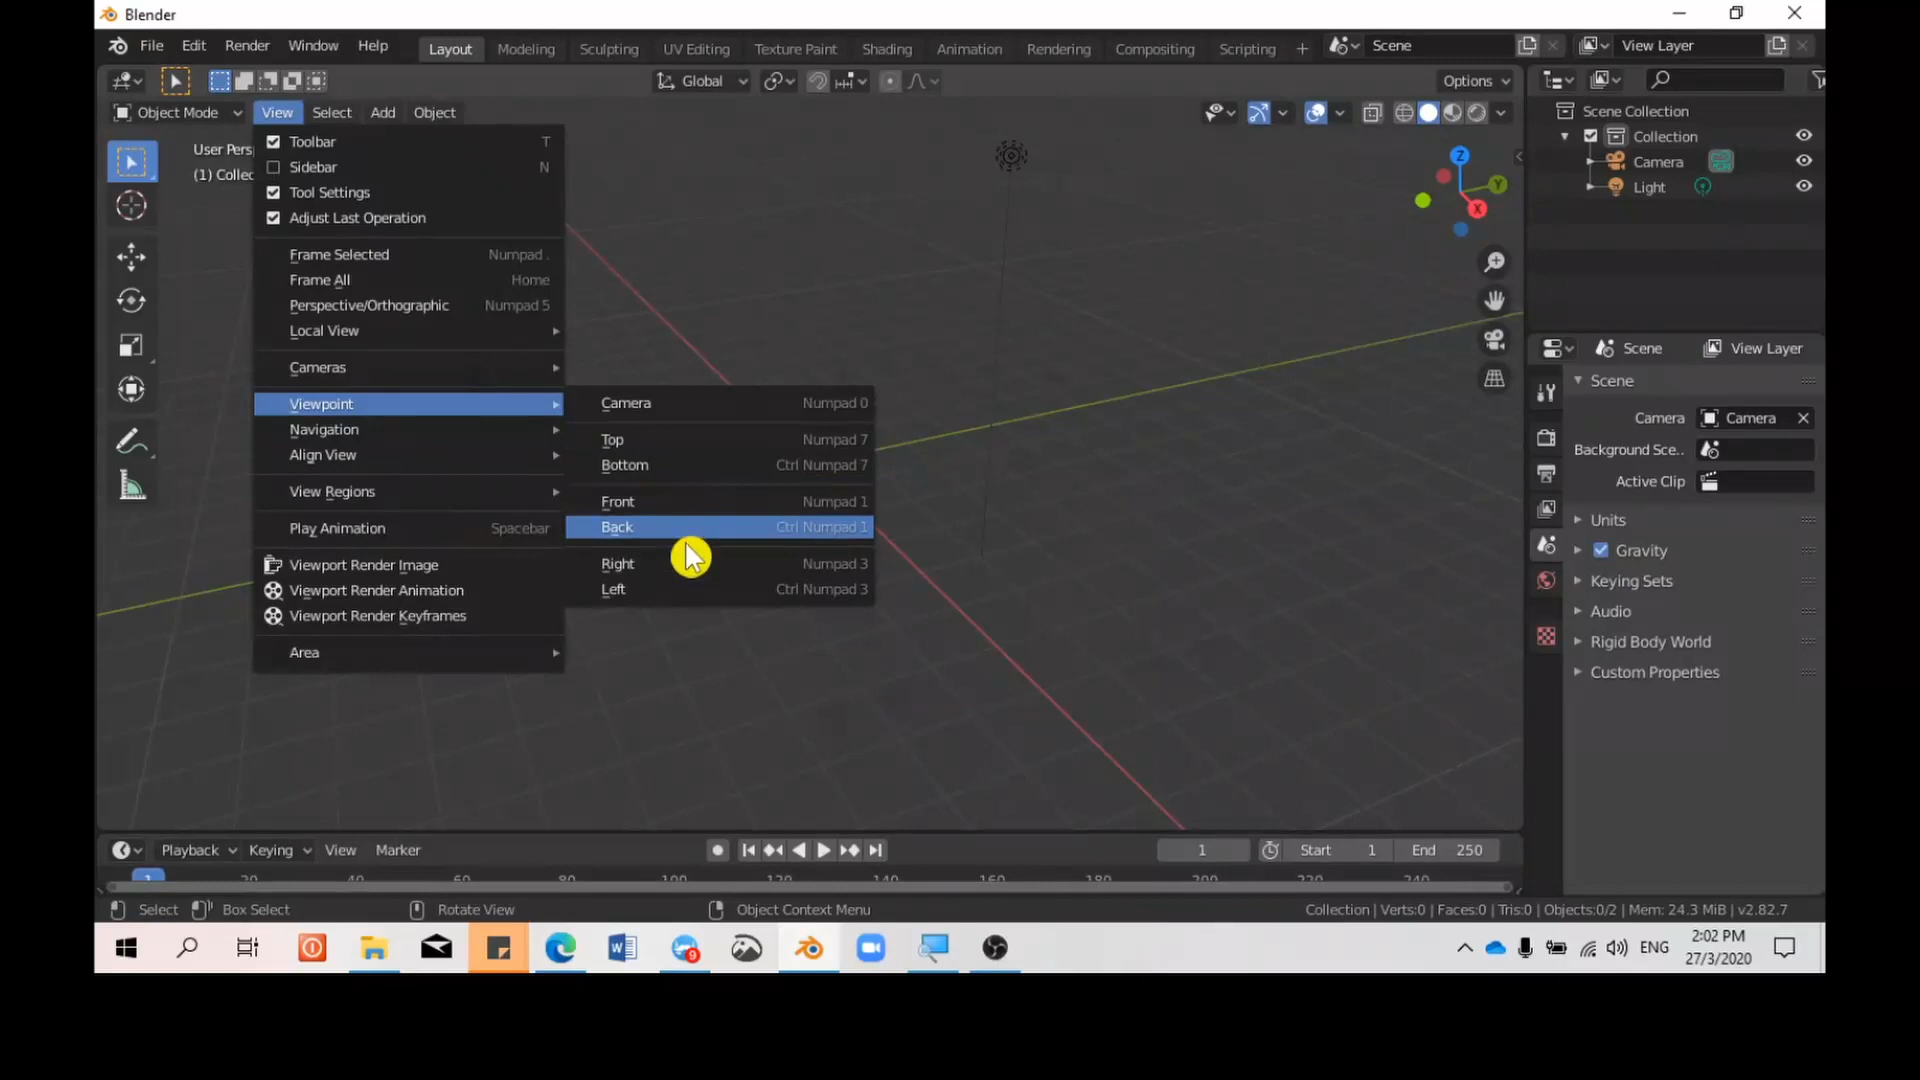 Blender
File Edit Render Window Help Layout Modeling Sculpting UV Editing Texture Paint Shading Animation Rendering Compositing Scripting + Scene View Layer
Global Options
Object Mode View Select Add Object
Scene Collection
Collection
Camera
Light
User Pers
(1) Collec
Toolbar T
Sidebar N
Tool Settings
Adjust Last Operation
Frame Selected Numpad .
Frame All Home
Perspective/Orthographic Numpad 5
Local View
Cameras
Viewpoint
Navigation
Align View
View Regions
Play Animation Spacebar
Viewport Render Image
Viewport Render Animation
Viewport Render Keyframes
Area
Camera Numpad 0
Top Numpad 7
Bottom Ctrl Numpad 7
Front Numpad 1
Back Ctrl Numpad 1
Right Numpad 3
Left Ctrl Numpad 3
Z
Y
X
Scene View Layer
Scene
Camera Camera
Background Sce..
Active Clip
Units
Gravity
Keying Sets
Audio
Rigid Body World
Custom Properties
Playback Keying View Marker 1 Start 1 End 250
1 20 40 60 80 100 120 140 160 180 200 220 240
Select Box Select Rotate View Object Context Menu Collection | Verts:0 | Faces:0 | Tris:0 | Objects:0/2 | Mem: 24.3 MiB | v2.82.7
9
ENG
2:02 PM
27/3/2020